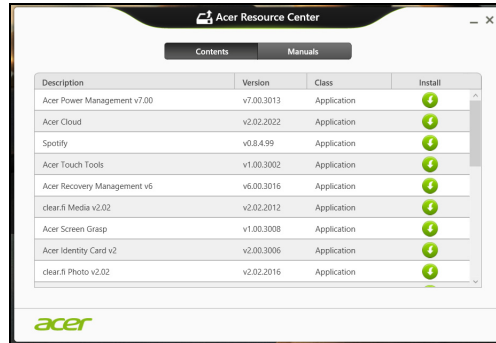 Acer Resource Center
Contents Manuals
Description Version Class Install
Acer Power Management v7.00 v7.00.3013 Application
Acer Cloud v2.02.2022 Application
Spotify v0.8.4.99 Application
Acer Touch Tools v1.00.3002 Application
Acer Recovery Management v6 v6.00.3016 Application
clear.fi Media v2.02 v2.02.2012 Application
Acer Screen Grasp v1.00.3008 Application
Acer Identity Card v2 v2.00.3006 Application
clear.fi Photo v2.02 v2.02.2016 Application
acer